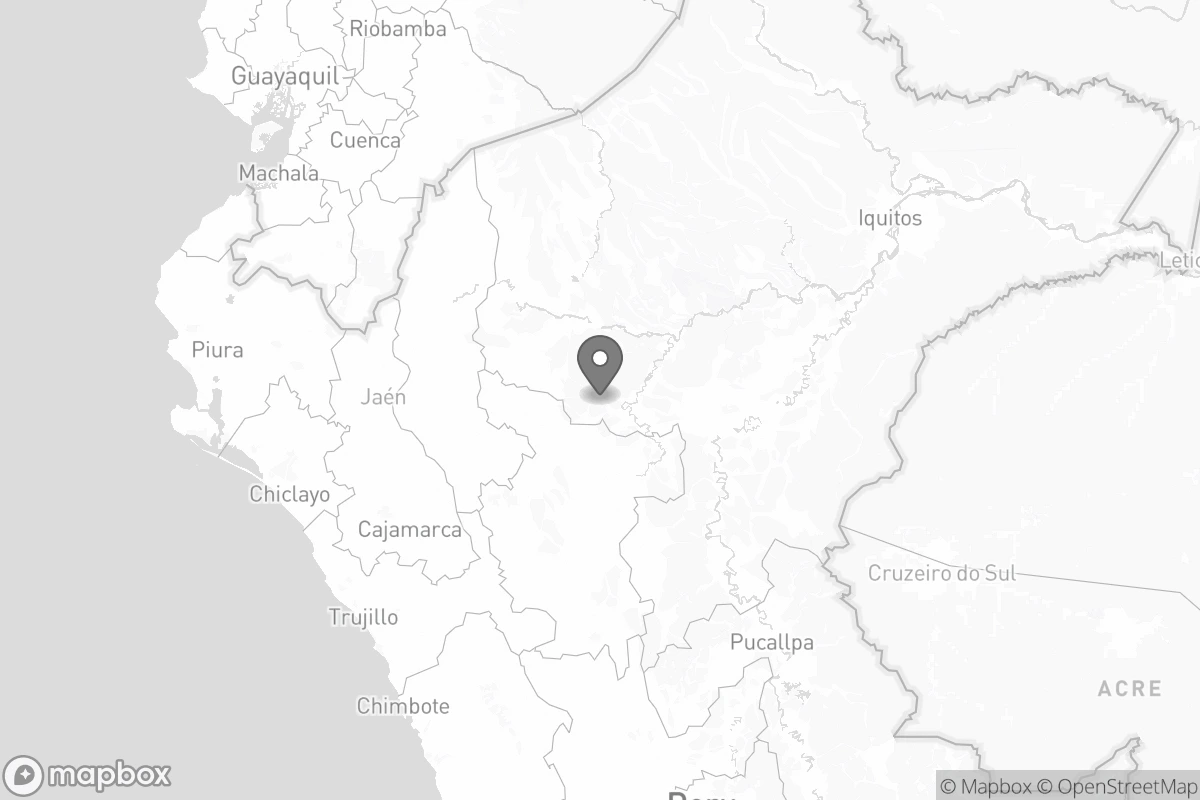 Riobamba
Guayaquil
Cuenca
Machala
Iquitos
Piura
Jaén
Chiclayo
Cajamarca
Cruzeiro do Sul
Trujillo
Pucallpa
ACRE
Chimbote
mapbox
© Mapbox © OpenStreetMap